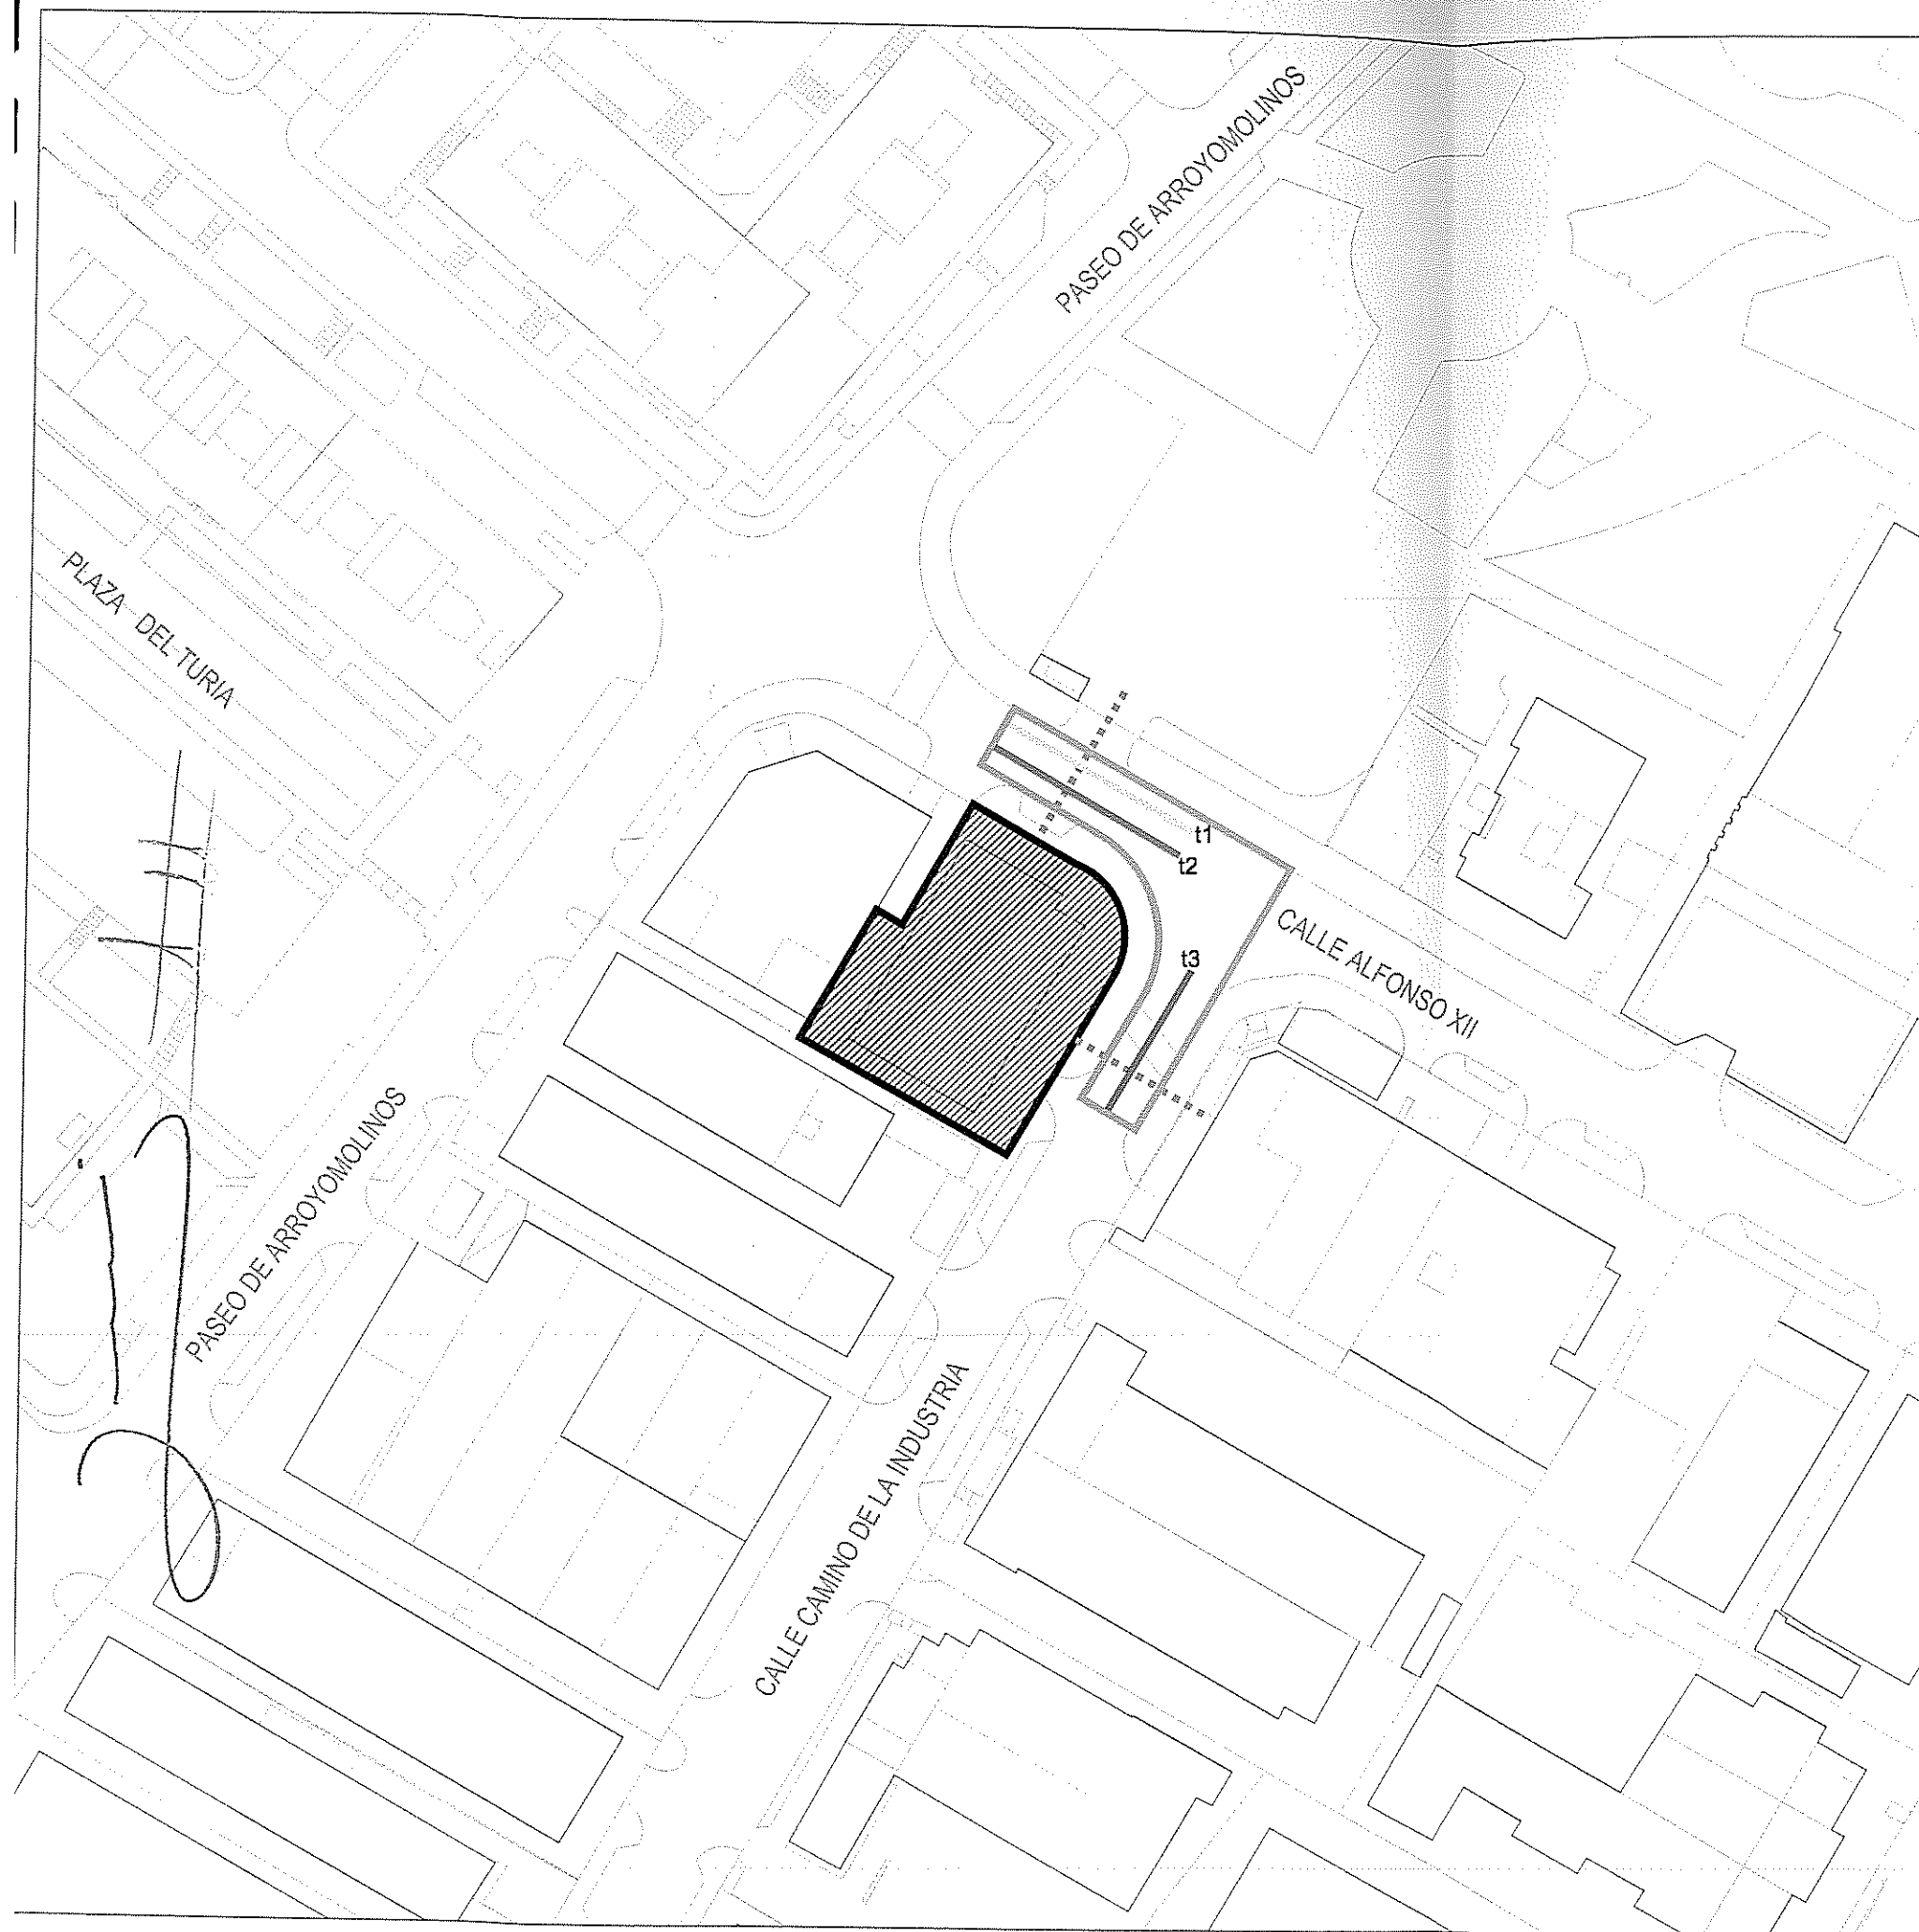 PASEO DE ARROYOMOLINOS
PLAZA DEL TURIA
t1
t2
CALLE ALFONSO XII
t3
PASEO DE ARROYOMOLINOS
CALLE CAMINO DE LA INDUSTRIA